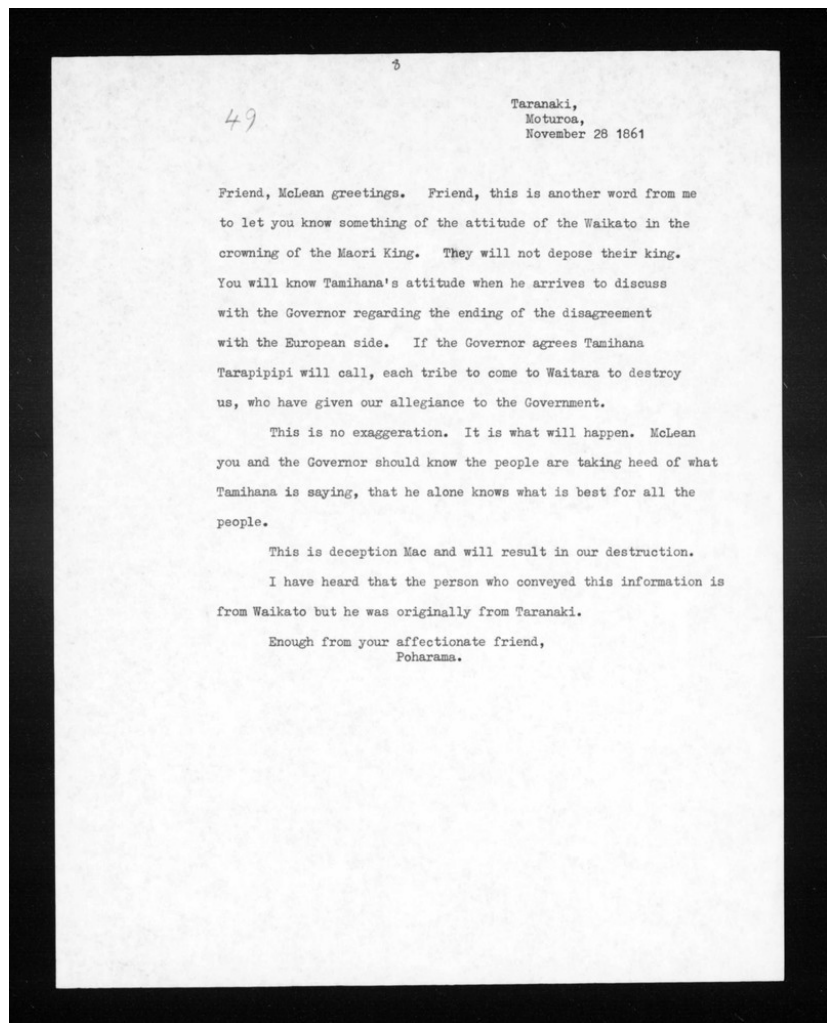 8
49
Taranaki,
Moturoa,
November 28 1861
Friend, McLean greetings. Friend, this is another word from me
to let you know something of the attitude of the Waikato in the
crowning of the Maori King. They will not depose their king.
You will know Tamihana's attitude when he arrives to discuss
with the Governor regarding the ending of the disagreement
with the European side. If the Governor agrees Tamihana
Tarapipipi will call, each tribe to come to Waitara to destroy
us, who have given our allegiance to the Government.
This is no exaggeration. It is what will happen. McLean
you and the Governor should know the people are taking heed of what
Tamihana is saying, that he alone knows what is best for all the
people.
This is deception Mac and will result in our destruction.
I have heard that the person who conveyed this information is
from Waikato but he was originally from Taranaki.
Enough from your affectionate friend,
Poharama.